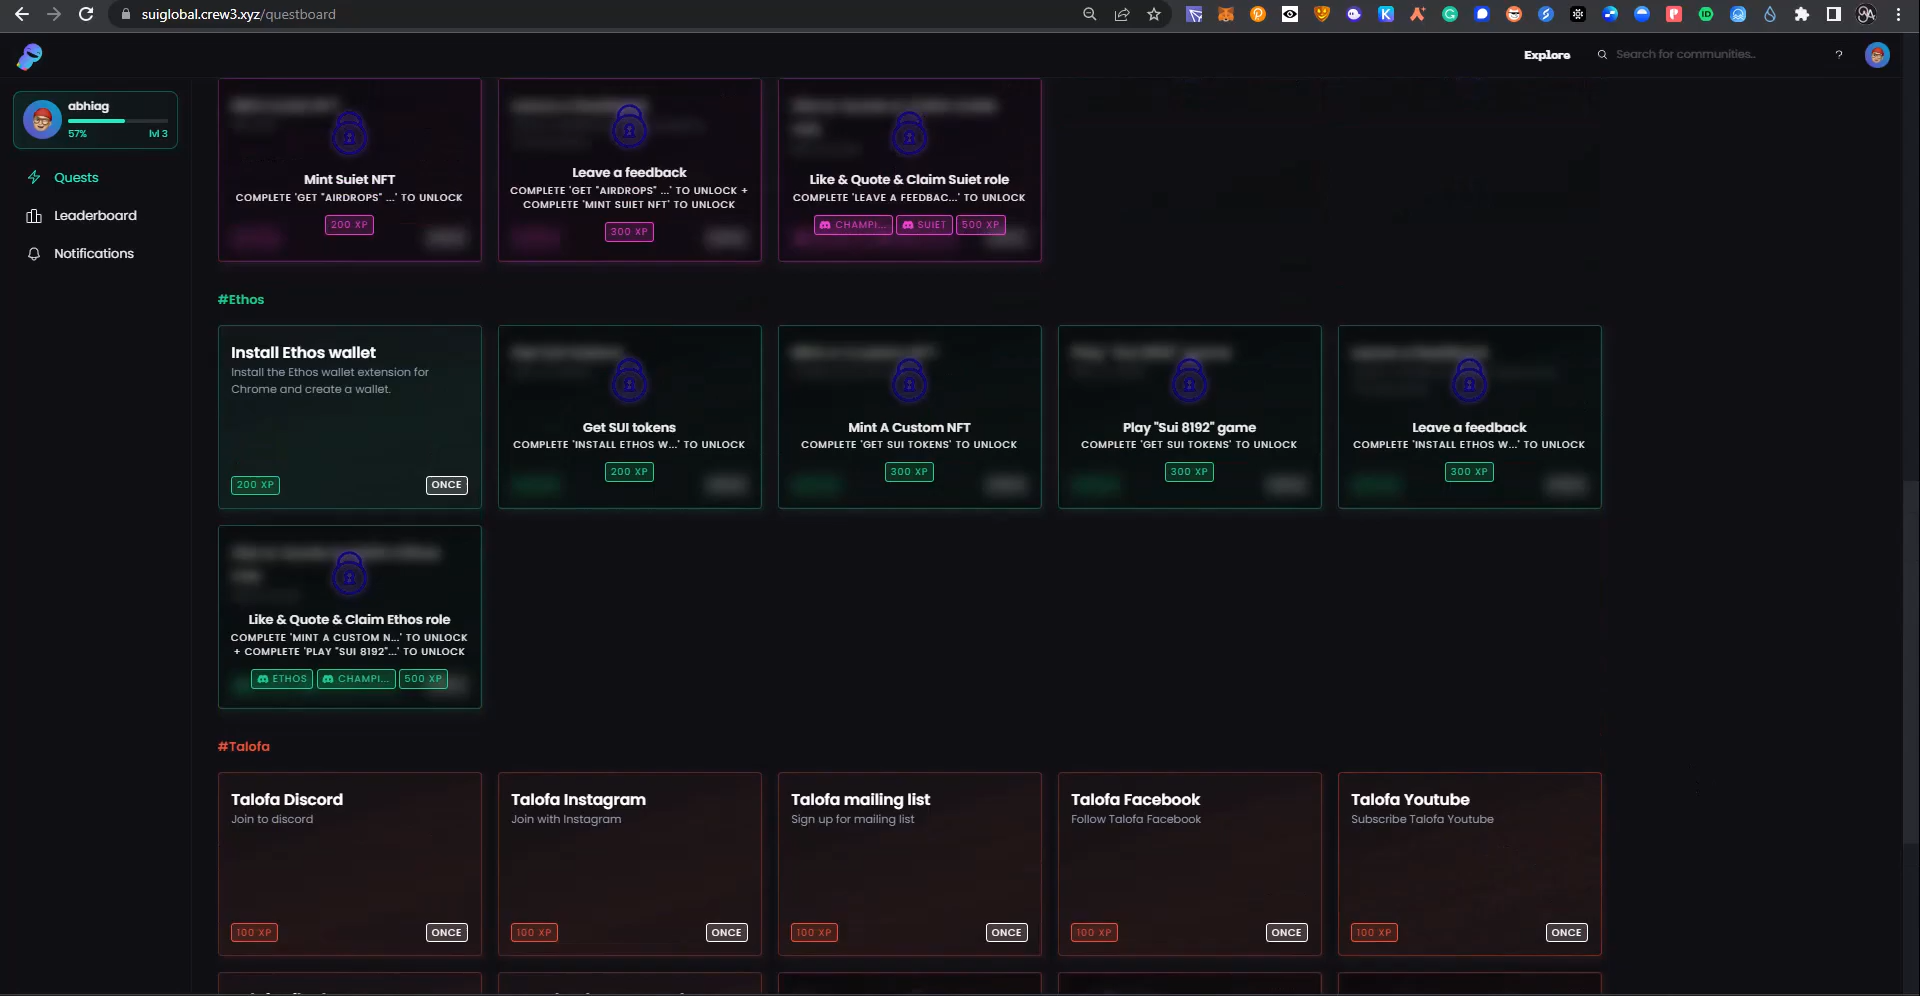 suiglobal.crew3.xyz/questboard
Explore
Search for communities..
?
abhiag
57%
lvl 3
Quests
Leaderboard
Notifications
Mint Suiet NFT
COMPLETE 'GET "AIRDROPS" ...' TO UNLOCK
200 XP
Leave a feedback
COMPLETE 'GET "AIRDROPS" ...' TO UNLOCK +
COMPLETE 'MINT SUIET NFT' TO UNLOCK
300 XP
Like & Quote & Claim Suiet role
COMPLETE 'LEAVE A FEEDBAC...' TO UNLOCK
CHAMPI... SUIET 500 XP
#Ethos
Install Ethos wallet
Install the Ethos wallet extension for
Chrome and create a wallet.
200 XP ONCE
Get SUI tokens
COMPLETE 'INSTALL ETHOS W...' TO UNLOCK
200 XP
Mint A Custom NFT
COMPLETE 'GET SUI TOKENS' TO UNLOCK
300 XP
Play "Sui 8192" game
COMPLETE 'GET SUI TOKENS' TO UNLOCK
300 XP
Leave a feedback
COMPLETE 'INSTALL ETHOS W...' TO UNLOCK
300 XP
Like & Quote & Claim Ethos role
COMPLETE 'MINT A CUSTOM N...' TO UNLOCK
+ COMPLETE 'PLAY "SUI 8192"...' TO UNLOCK
ETHOS CHAMPI... 500 XP
#Talofa
Talofa Discord
Join to discord
100 XP ONCE
Talofa Instagram
Join with Instagram
100 XP ONCE
Talofa mailing list
Sign up for mailing list
100 XP ONCE
Talofa Facebook
Follow Talofa Facebook
100 XP ONCE
Talofa Youtube
Subscribe Talofa Youtube
100 XP ONCE